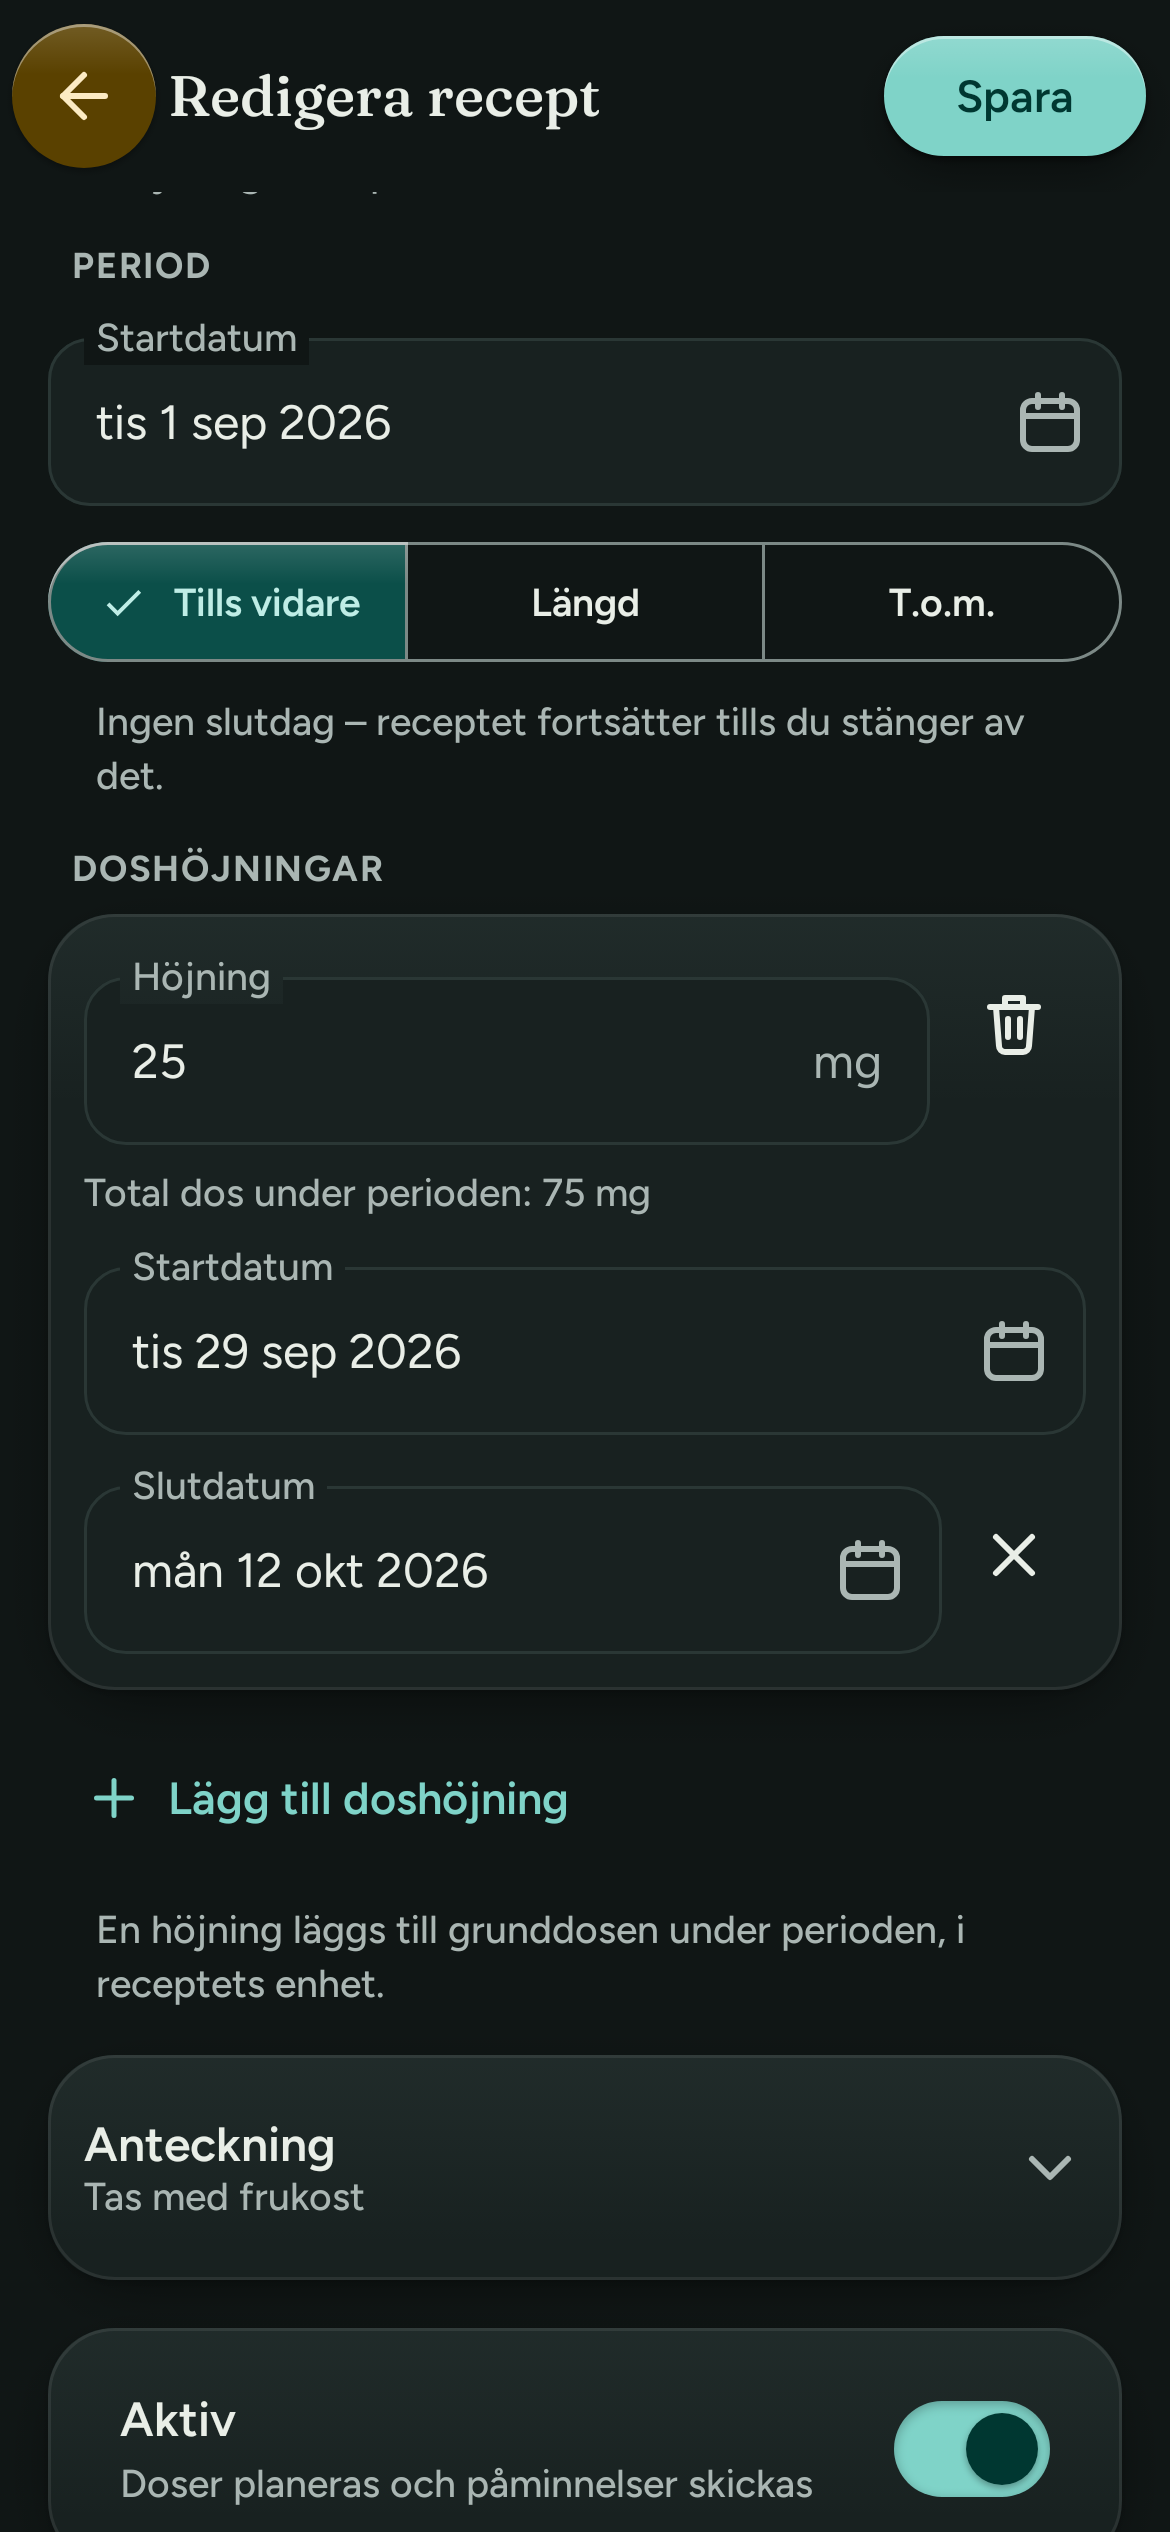 Redigera recept
Spara
PERIOD
Startdatum
tis 1 sep 2026
Tills vidare
Längd
T.o.m.
Ingen slutdag – receptet fortsätter tills du stänger av
det.
DOSHÖJNINGAR
Höjning
25
mg
Total dos under perioden: 75 mg
Startdatum
tis 29 sep 2026
Slutdatum
mån 12 okt 2026
Lägg till doshöjning
En höjning läggs till grunddosen under perioden, i
receptets enhet.
Anteckning
Tas med frukost
Aktiv
Doser planeras och påminnelser skickas